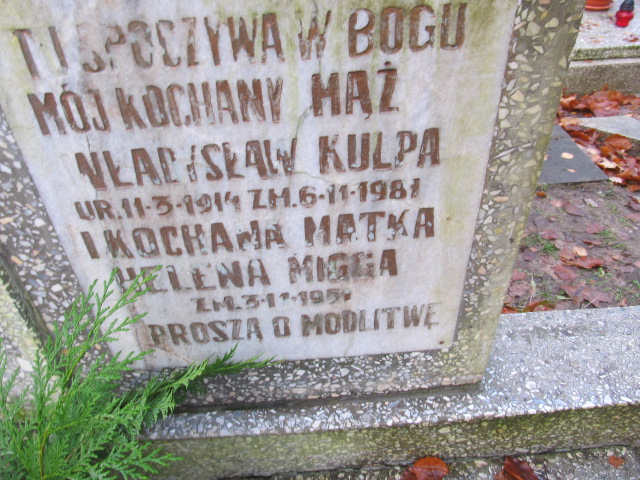 TU SPOCZYWA W BOGU
MÓJ KOCHANY MĄŻ
WŁADYSŁAW KULPA
UR. 11·3·1914 ZM. 6·11·1981
I KOCHANA MATKA
HELENA MIGGA
ZM. 3·11·1951
PROSZĄ O MODLITWĘ